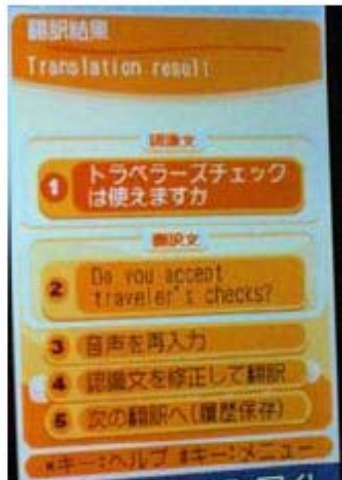 翻訳結果
Translation result
認識文
1 トラベラーズチェック
は使えますか
翻訳文
2 Do you accept
traveler's checks?
3 音声を再入力
4 認識文を修正して翻訳
5 次の翻訳へ(履歴保存)
*キー:ヘルプ #キー:メニュー